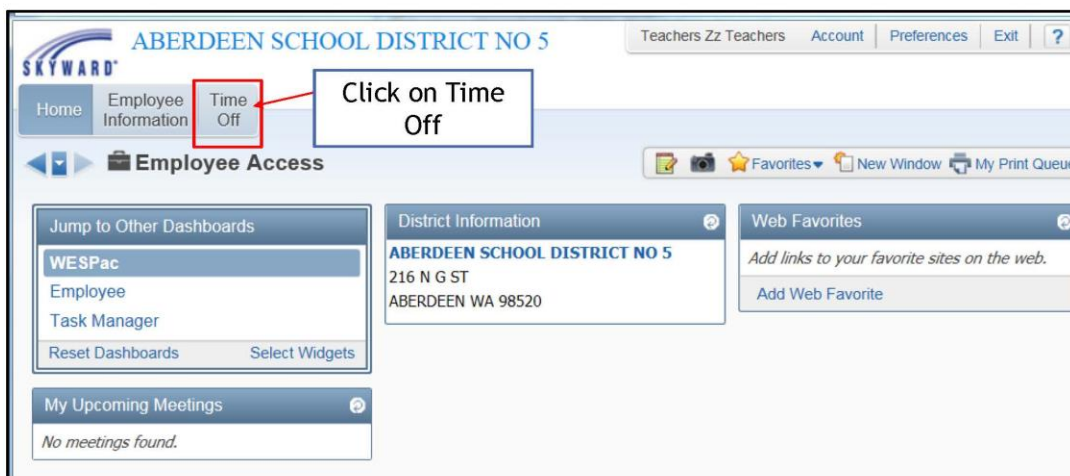 SKYWARD
ABERDEEN SCHOOL DISTRICT NO 5
Teachers Zz Teachers
Account
Preferences
Exit
?
Home
Employee
Information
Time
Off
Click on Time
Off
Employee Access
Favorites
New Window
My Print Queue
Jump to Other Dashboards
WESPac
Employee
Task Manager
Reset Dashboards
Select Widgets
District Information
ABERDEEN SCHOOL DISTRICT NO 5
216 N G ST
ABERDEEN WA 98520
Web Favorites
Add links to your favorite sites on the web.
Add Web Favorite
My Upcoming Meetings
No meetings found.